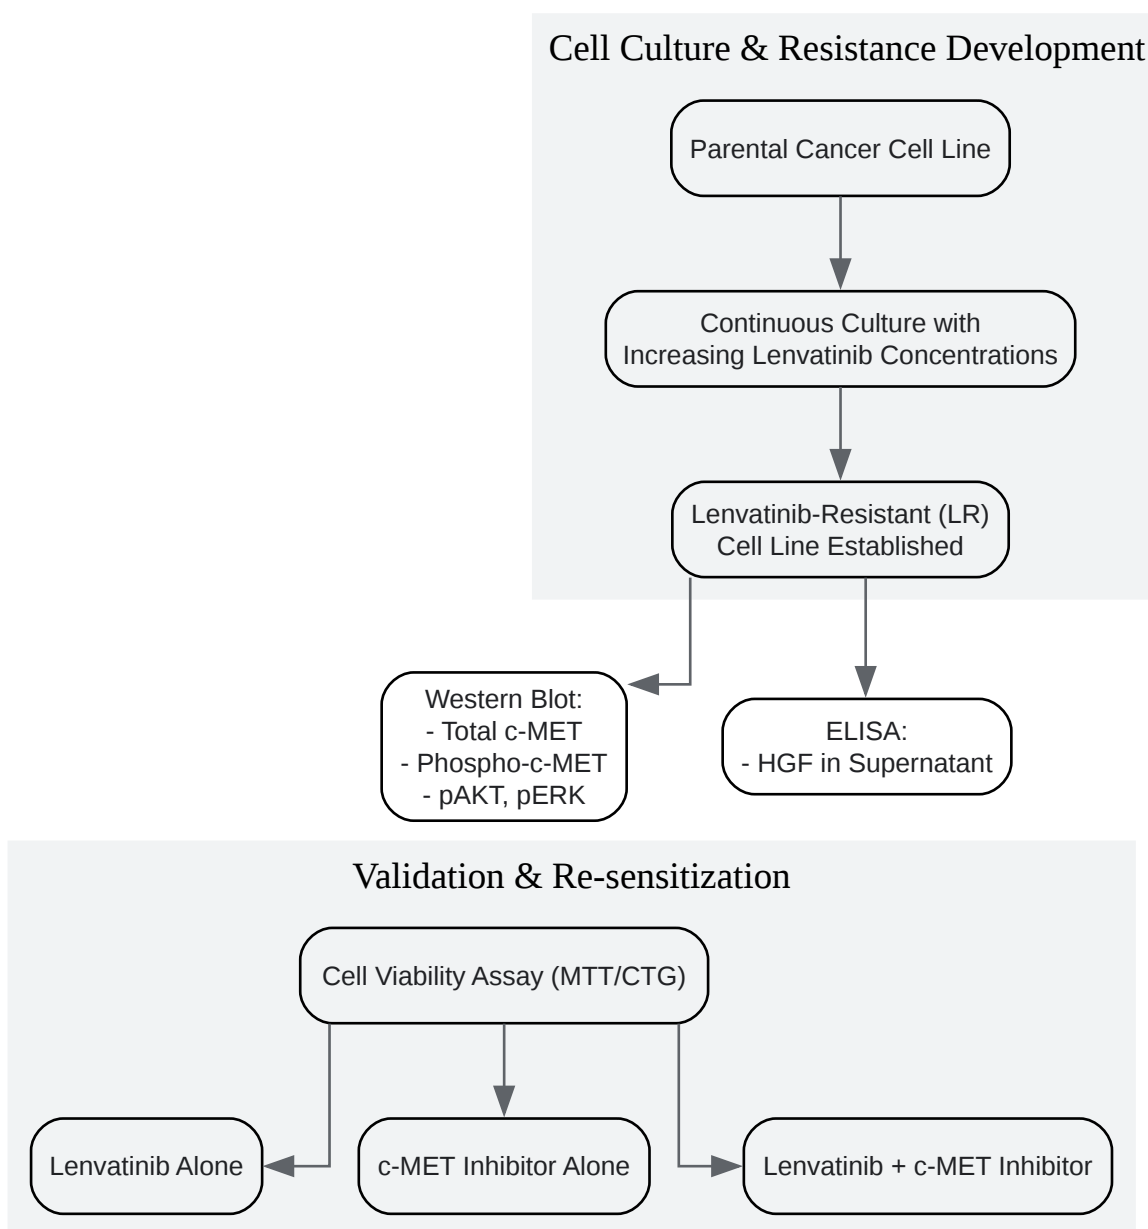 Cell Culture & Resistance Development
Parental Cancer Cell Line
Continuous Culture with
Increasing Lenvatinib Concentrations
Lenvatinib-Resistant (LR)
Cell Line Established
Western Blot:
- Total c-MET
- Phospho-c-MET
- pAKT, pERK
ELISA:
- HGF in Supernatant
Validation & Re-sensitization
Cell Viability Assay (MTT/CTG)
Lenvatinib Alone
c-MET Inhibitor Alone
Lenvatinib + c-MET Inhibitor